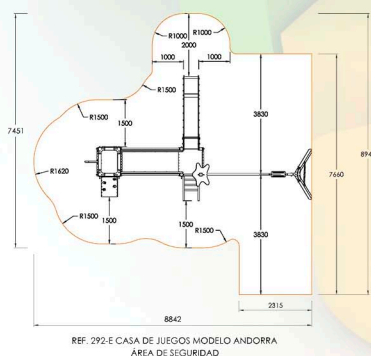 R1000
R1000
2000
1000
1000
R1500
R1500
1500
3830
7451
7660
R1620
R1500
1500
1500
R1500
3830
2315
8842
REF. 292-E CASA DE JUEGOS MODELO ANDORRA
ÁREA DE SEGURIDAD